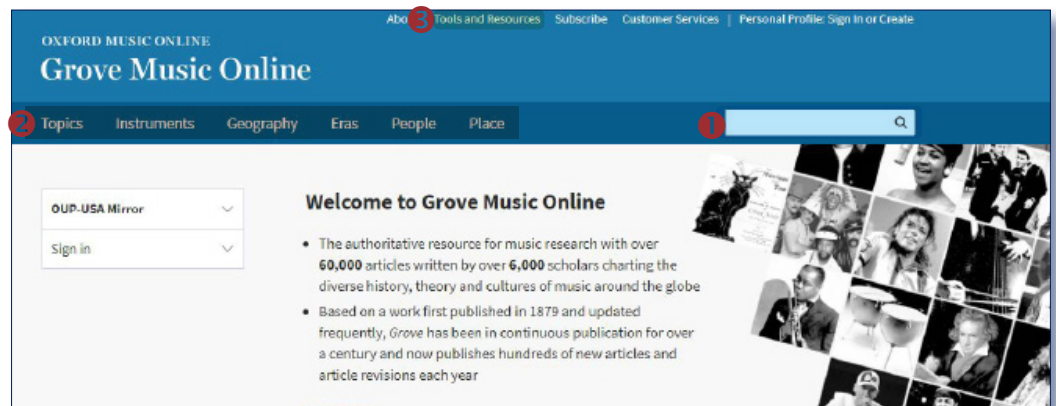 Abo 3 Tools and Resources Subscribe Customer Services | Personal Profile: Sign In or Create
OXFORD MUSIC ONLINE
Grove Music Online
2 Topics Instruments Geography Eras People Place 1
OUP-USA Mirror
Sign in
Welcome to Grove Music Online
• The authoritative resource for music research with over
60,000 articles written by over 6,000 scholars charting the
diverse history, theory and cultures of music around the globe
• Based on a work first published in 1879 and updated
frequently, Grove has been in continuous publication for over
a century and now publishes hundreds of new articles and
article revisions each year